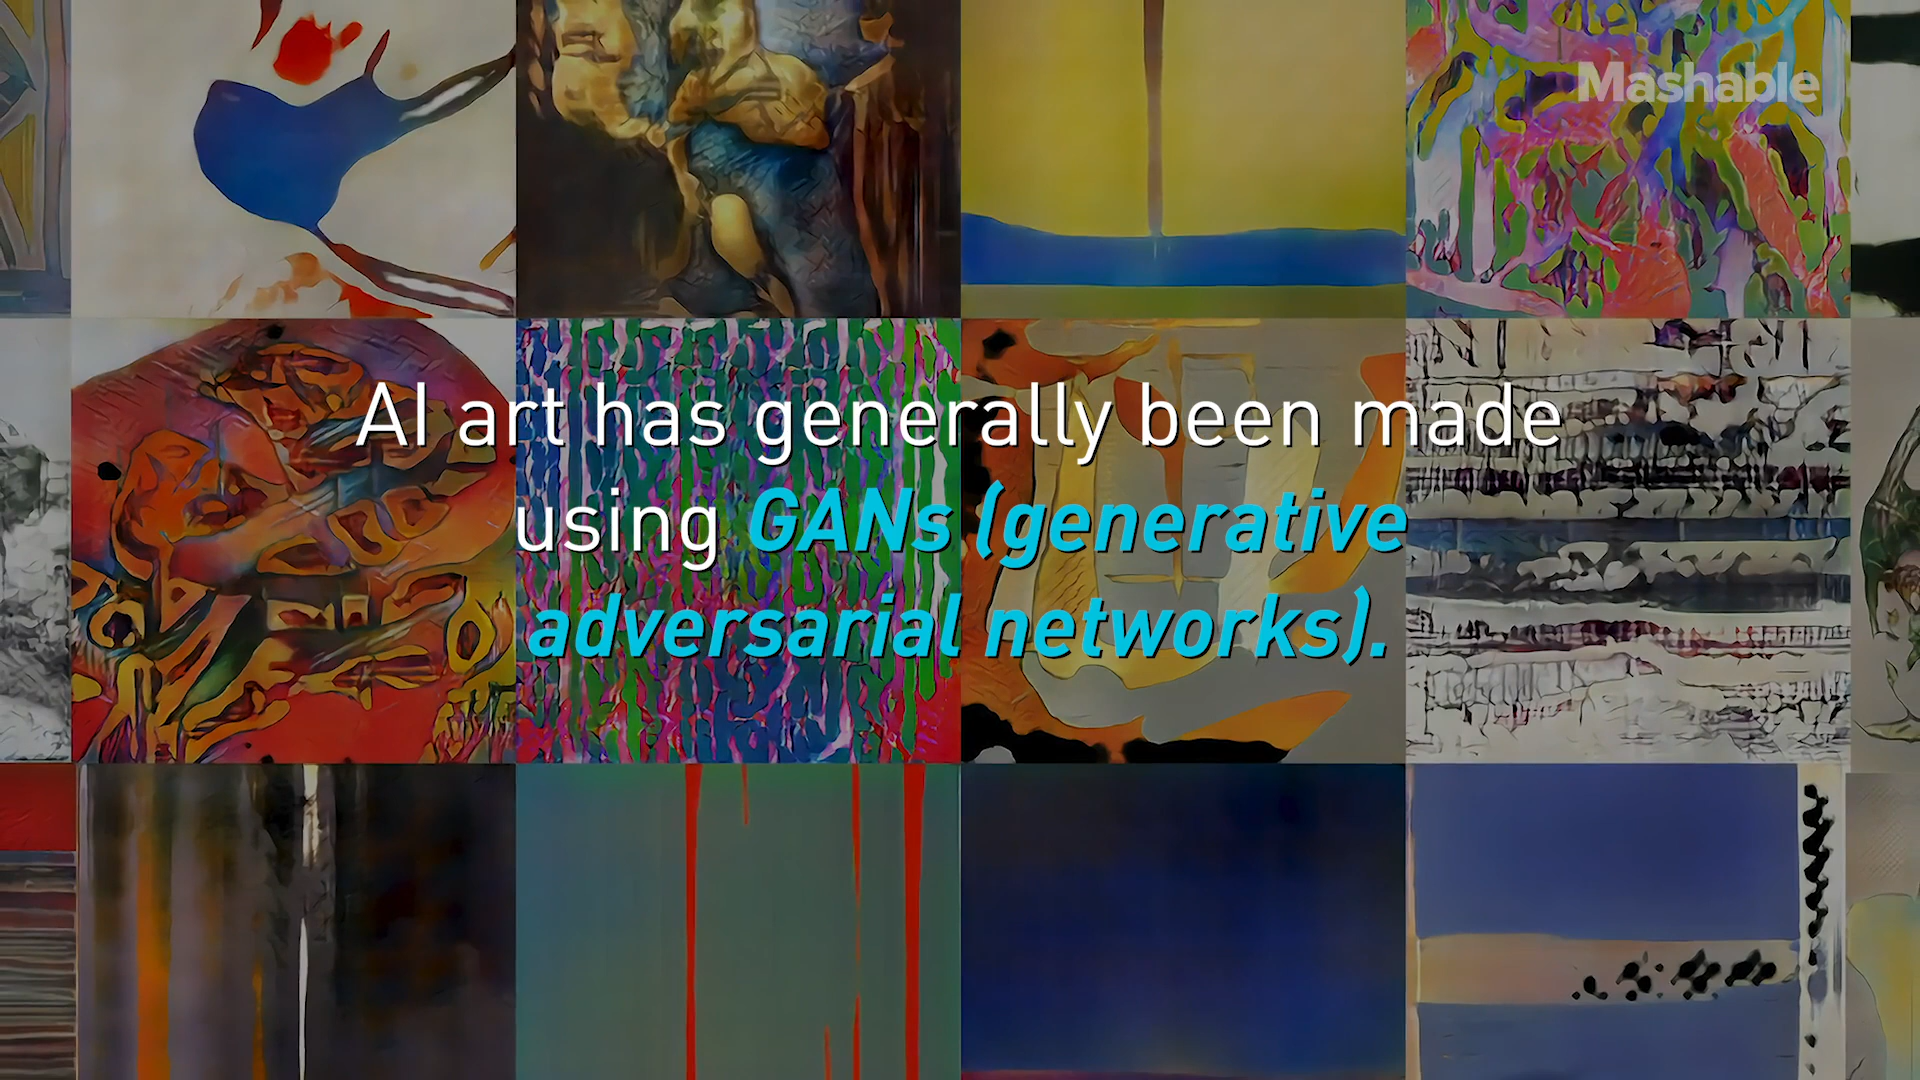 Mashable
AI art has generally been made
using GANs (generative
adversarial networks).